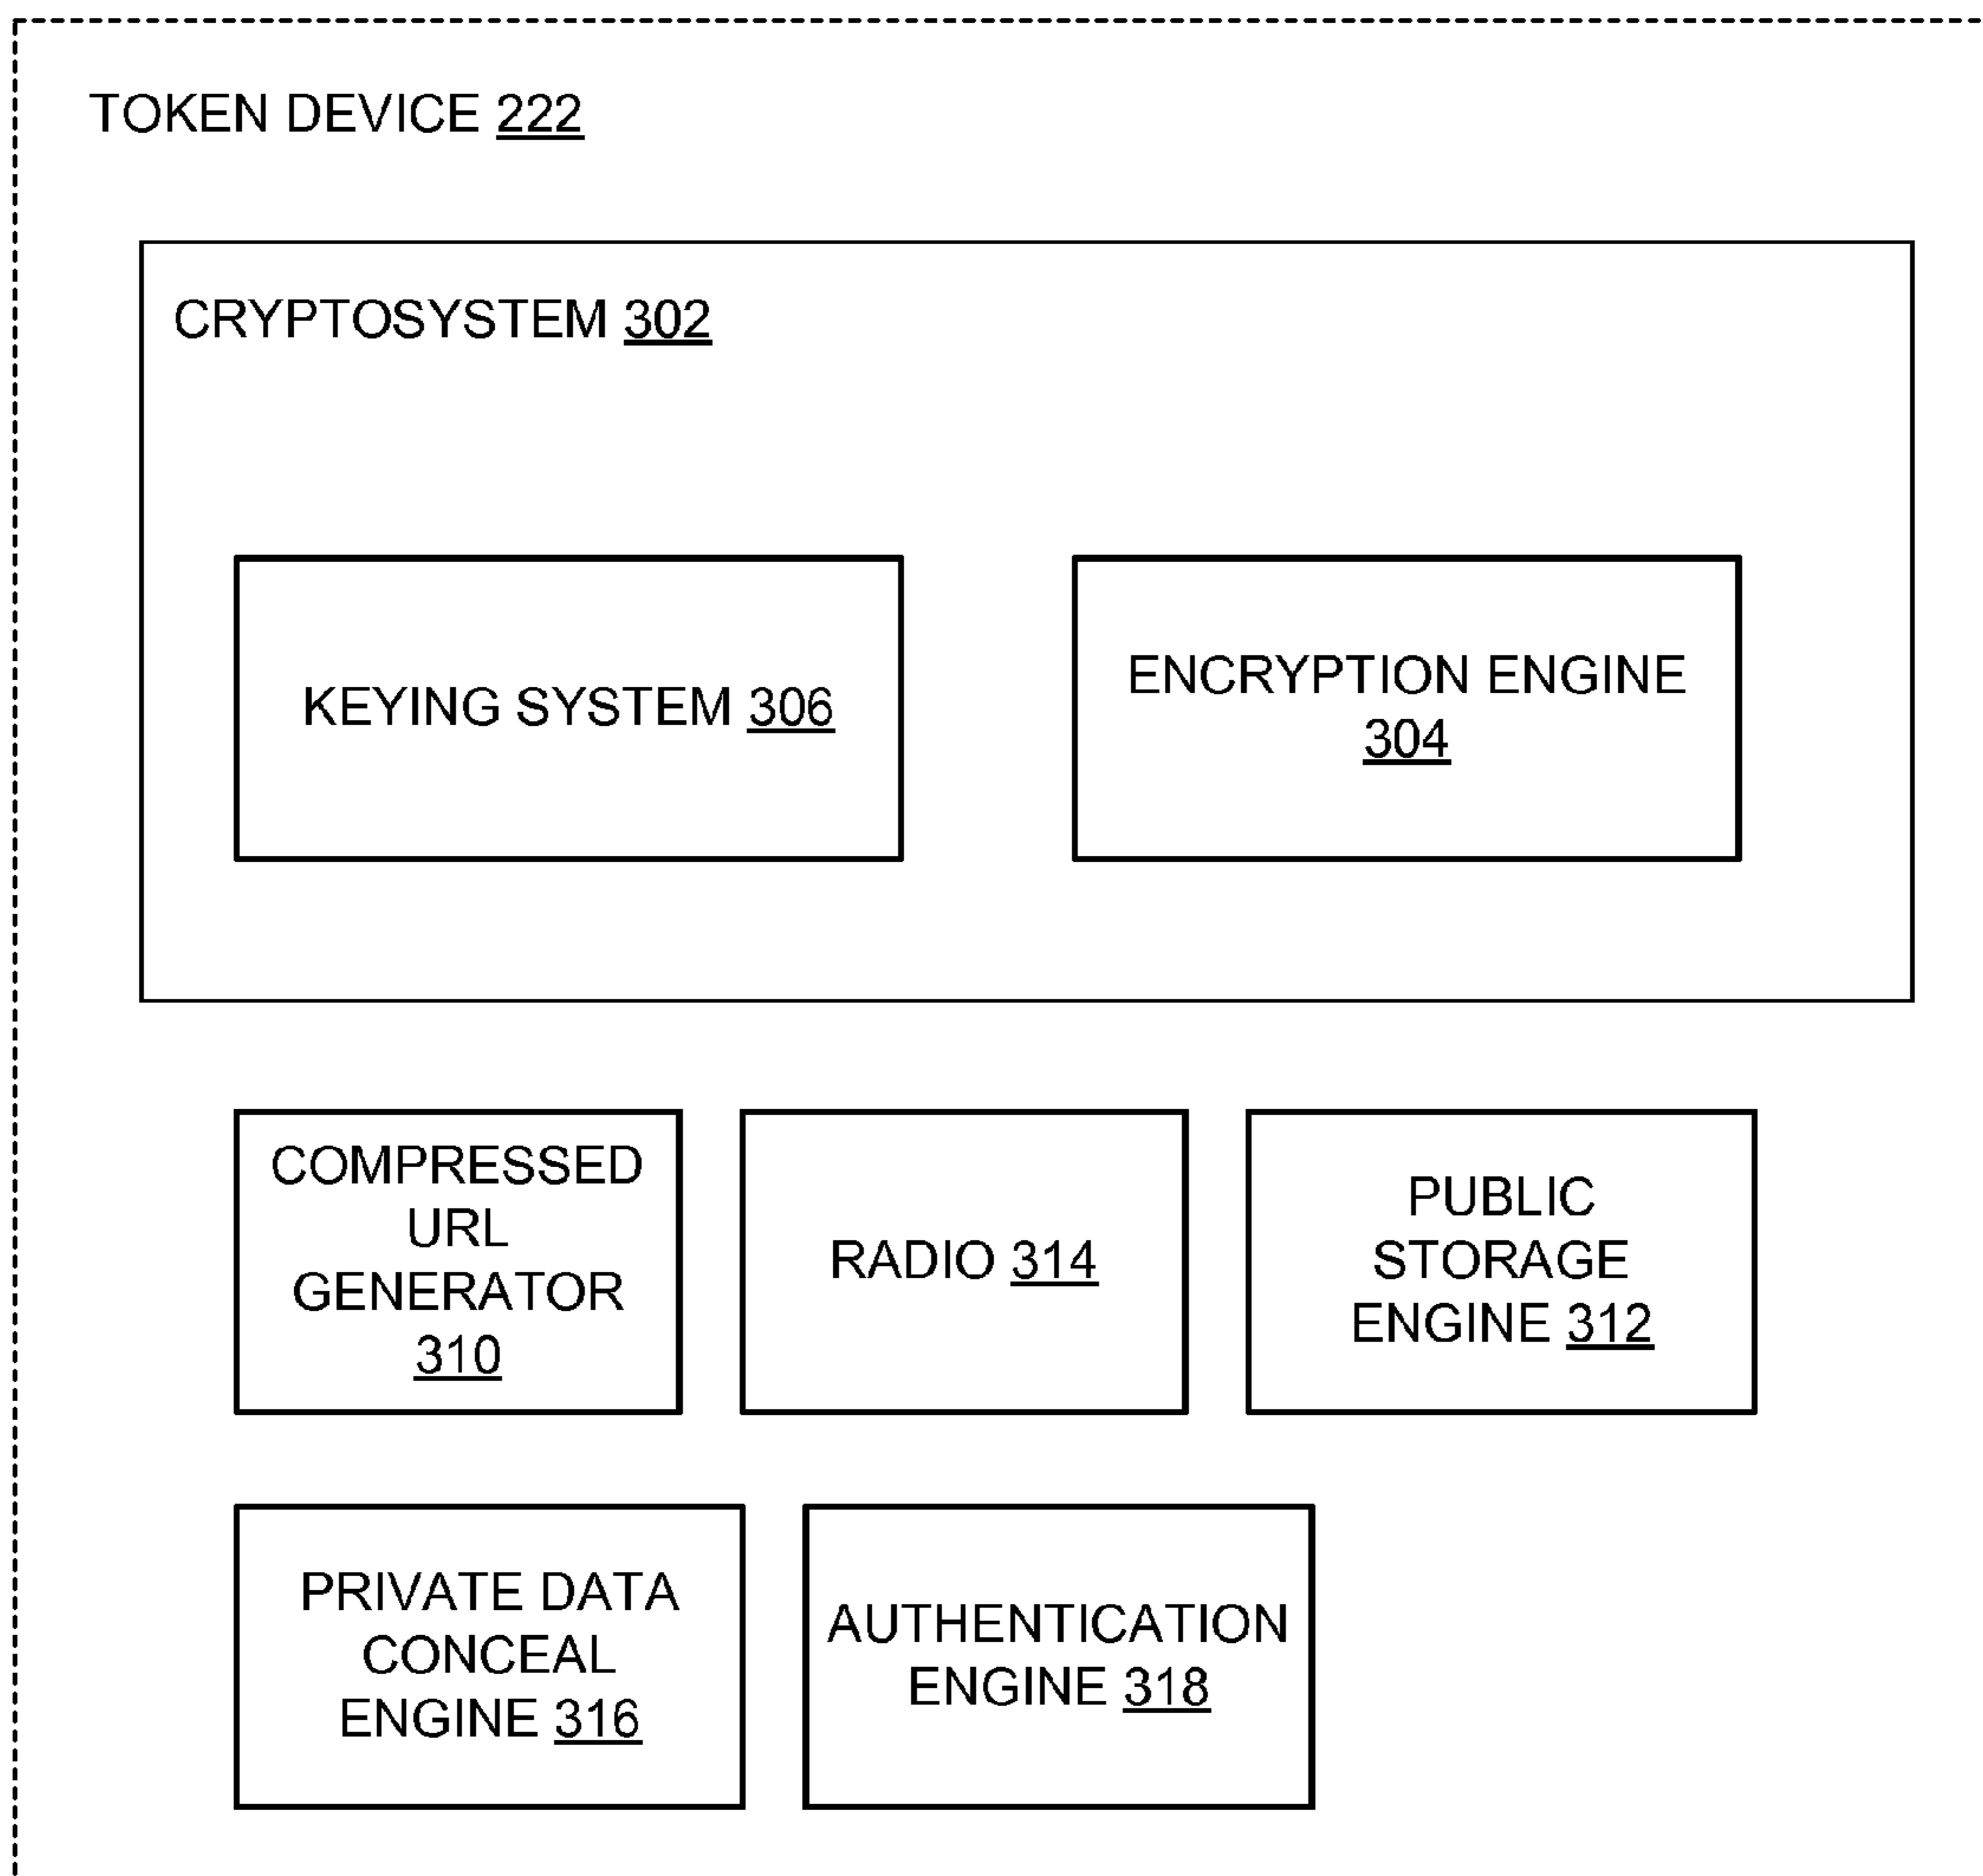 TOKEN DEVICE 222
CRYPTOSYSTEM 302
KEYING SYSTEM 306
ENCRYPTION ENGINE
304
COMPRESSED
URL
GENERATOR
310
RADIO 314
PUBLIC
STORAGE
ENGINE 312
PRIVATE DATA
CONCEAL
ENGINE 316
AUTHENTICATION
ENGINE 318